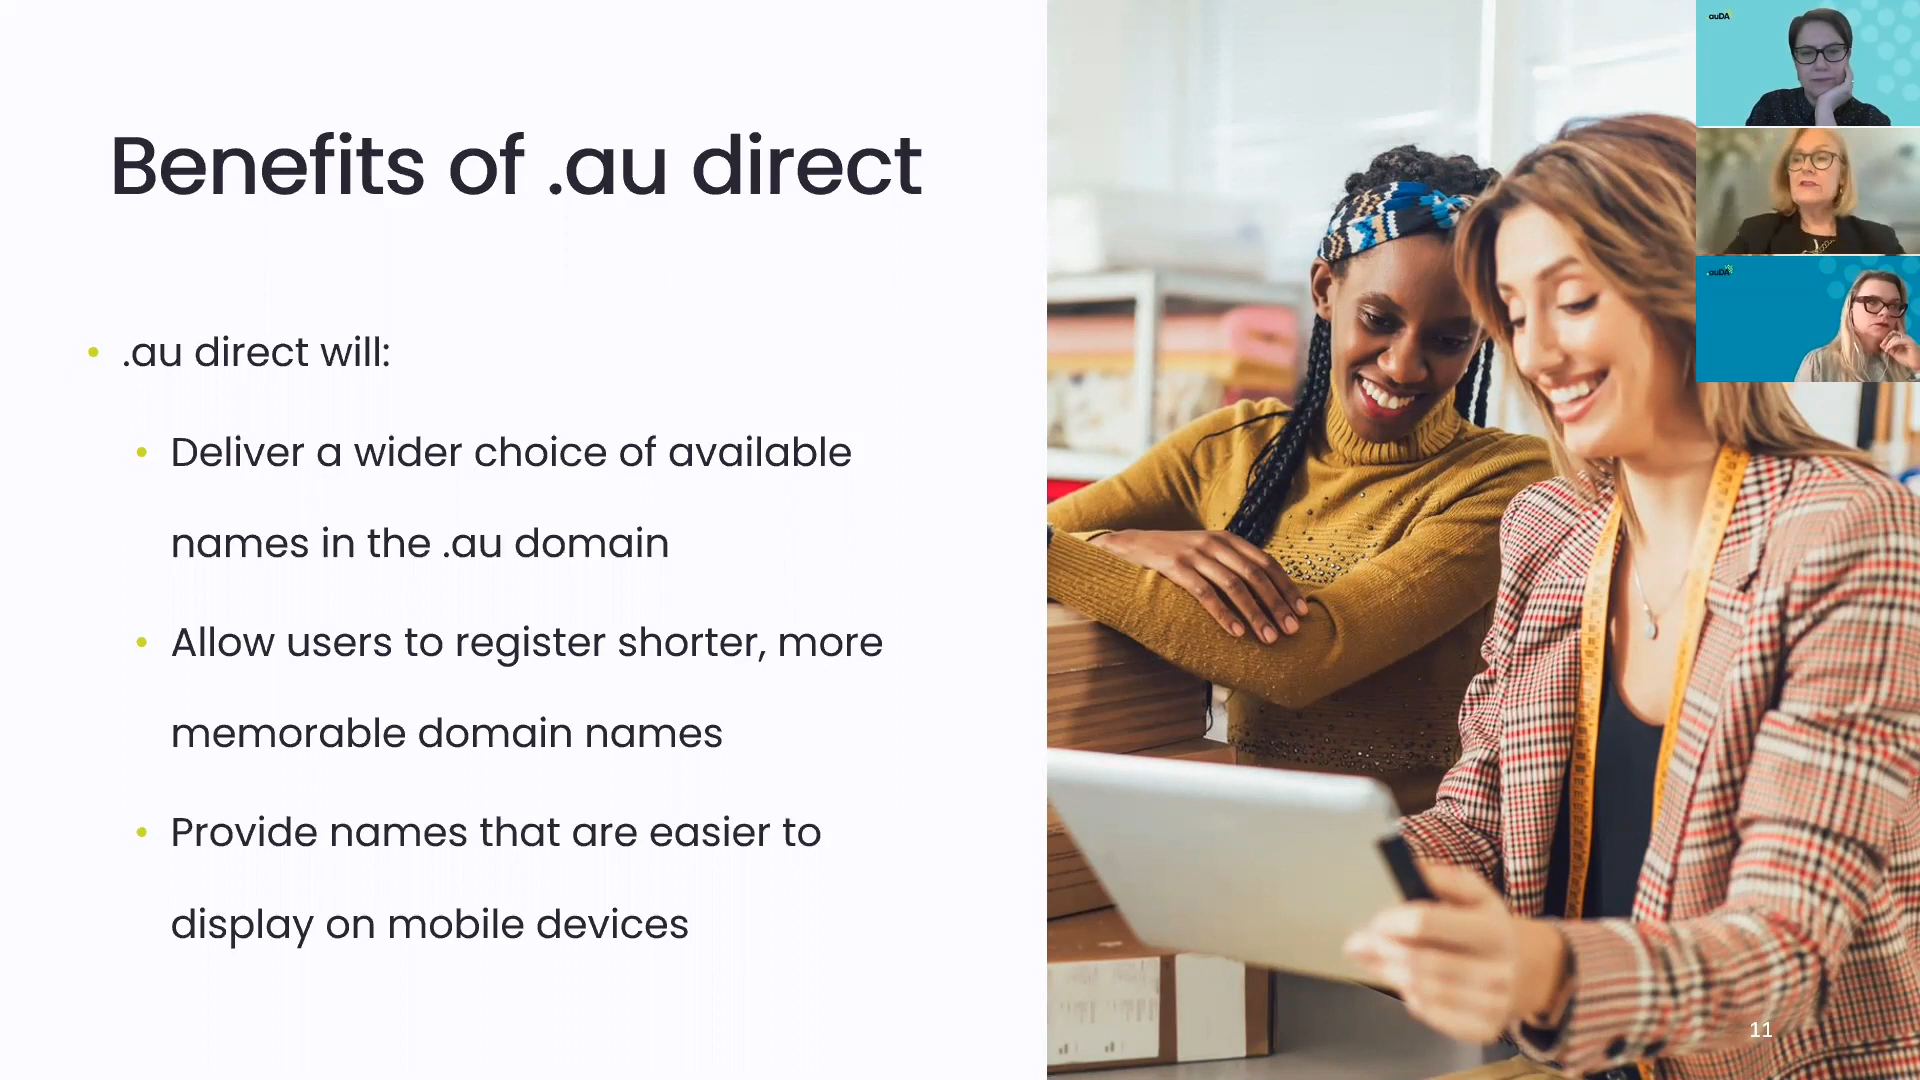 Benefits of .au direct
• .au direct will:
• Deliver a wider choice of available
names in the .au domain
• Allow users to register shorter, more
memorable domain names
• Provide names that are easier to
display on mobile devices
auDA
auDA
11